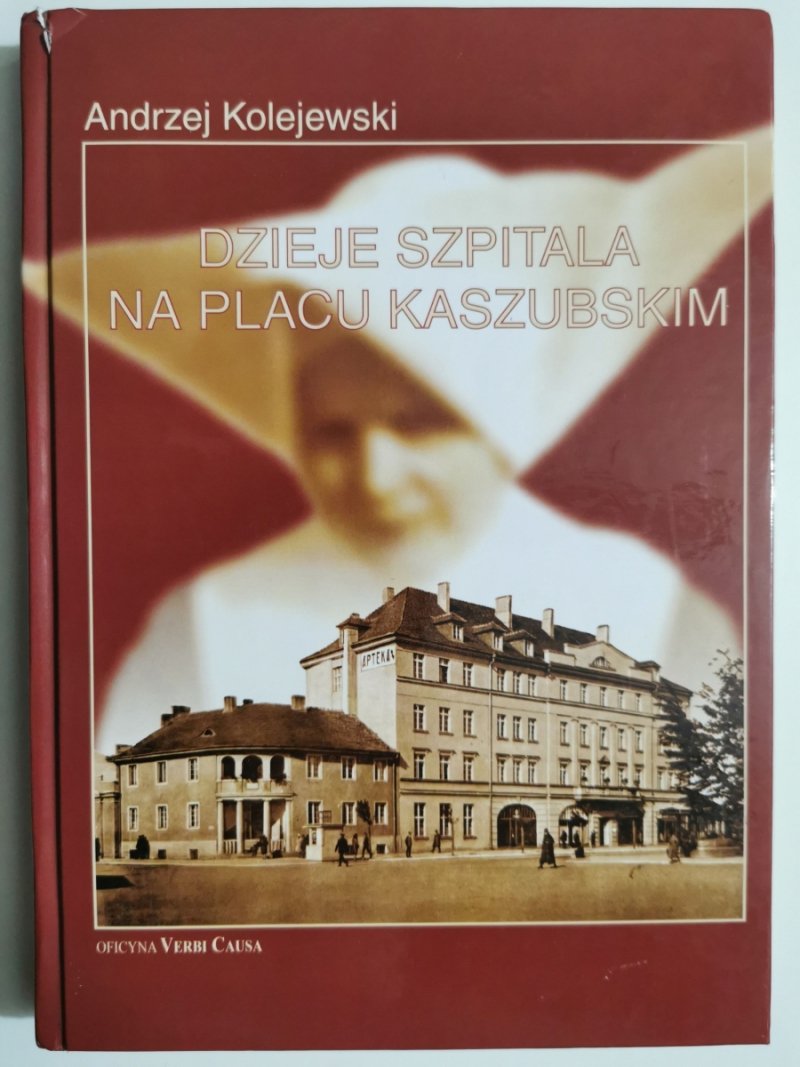 Andrzej Kolejewski
DZIEJE SZPITALA
NA PLACU KASZUBSKIM
APTEKA
OFICYNA VERBI CAUSA